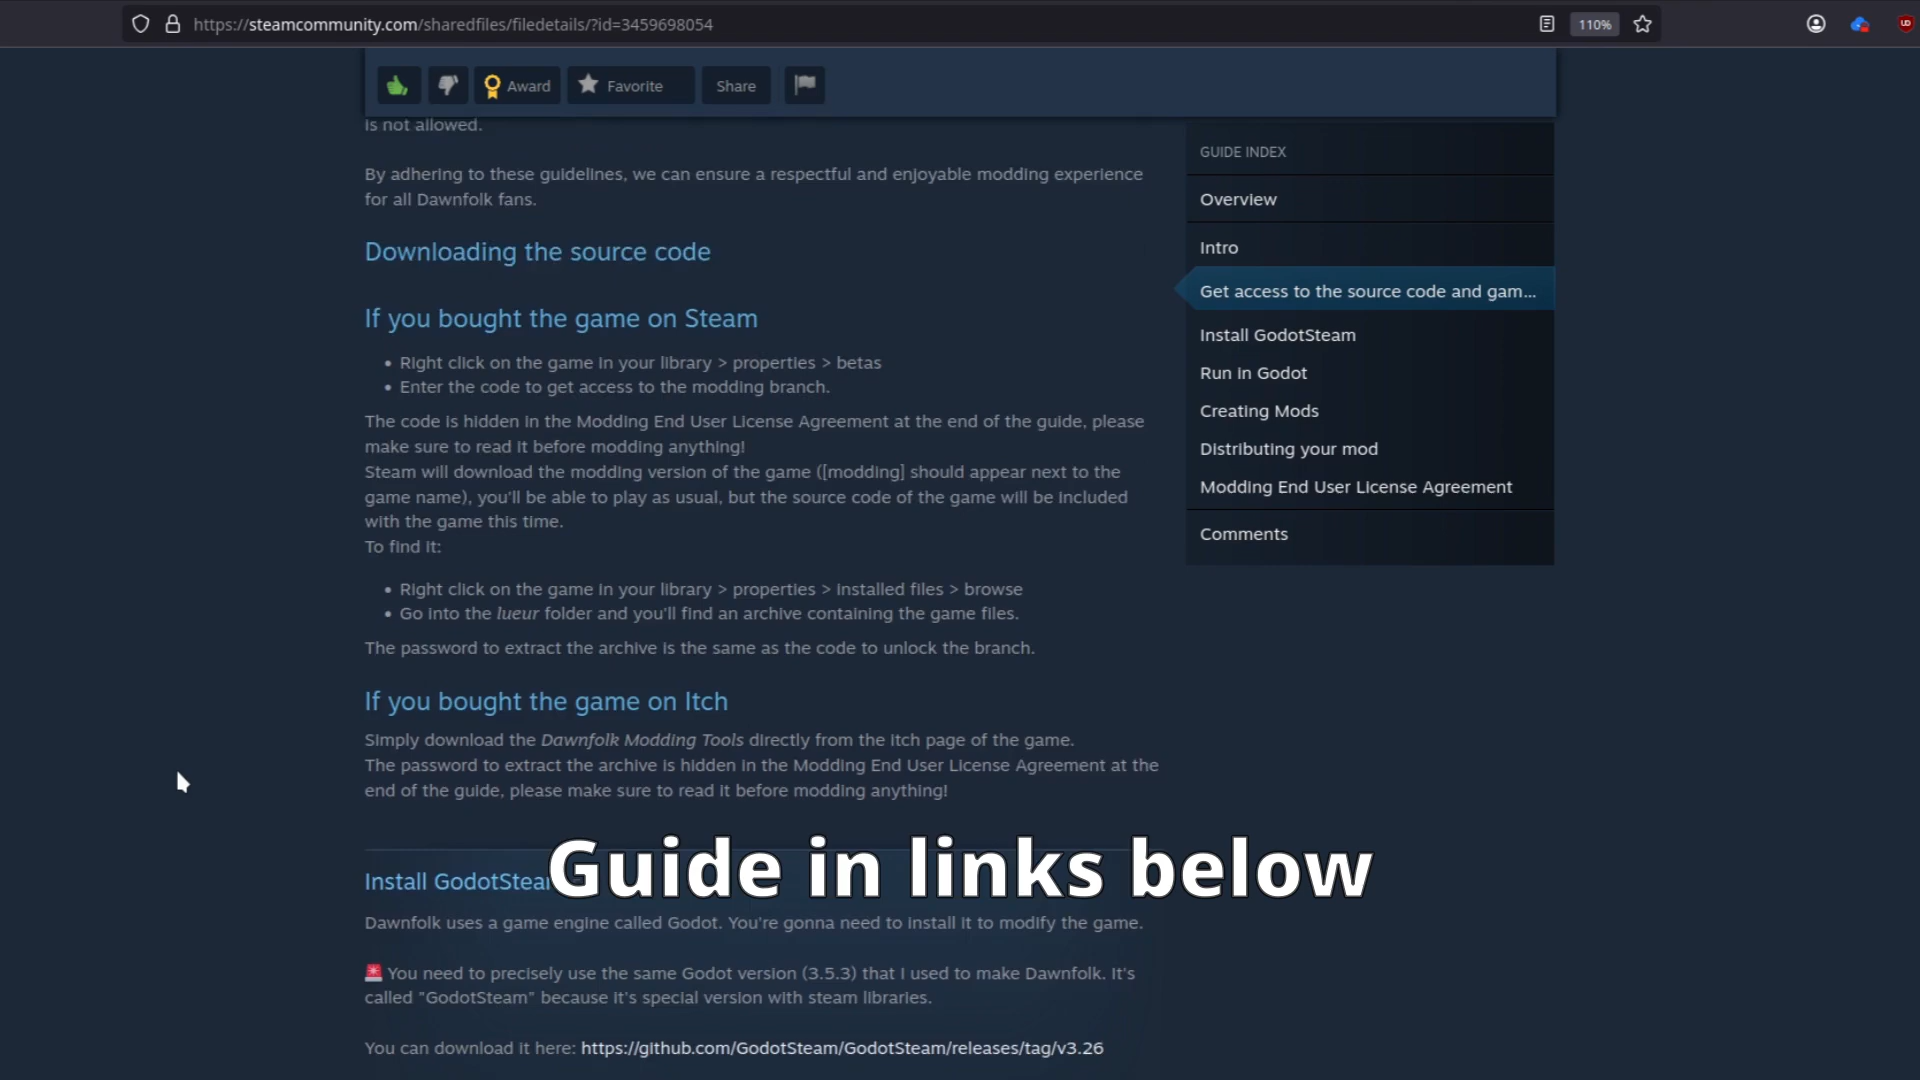 https://steamcommunity.com/sharedfiles/filedetails/?id=3459698054
110%
Award
Favorite
Share
is not allowed.
By adhering to these guidelines, we can ensure a respectful and enjoyable modding experience
for all Dawnfolk fans.
Downloading the source code
If you bought the game on Steam
• Right click on the game in your library > properties > betas
• Enter the code to get access to the modding branch.
The code is hidden in the Modding End User License Agreement at the end of the guide, please
make sure to read it before modding anything!
Steam will download the modding version of the game ([modding] should appear next to the
game name), you'll be able to play as usual, but the source code of the game will be included
with the game this time.
To find it:
• Right click on the game in your library > properties > installed files > browse
• Go into the lueur folder and you'll find an archive containing the game files.
The password to extract the archive is the same as the code to unlock the branch.
If you bought the game on Itch
Simply download the Dawnfolk Modding Tools directly from the itch page of the game.
The password to extract the archive is hidden in the Modding End User License Agreement at the
end of the guide, please make sure to read it before modding anything!
Install GodotStea
Guide in links below
Dawnfolk uses a game engine called Godot. You're gonna need to install it to modify the game.
🚨 You need to precisely use the same Godot version (3.5.3) that I used to make Dawnfolk. It's
called "GodotSteam" because it's special version with steam libraries.
You can download it here: https://github.com/GodotSteam/GodotSteam/releases/tag/v3.26
GUIDE INDEX
Overview
Intro
Get access to the source code and gam...
Install GodotSteam
Run in Godot
Creating Mods
Distributing your mod
Modding End User License Agreement
Comments